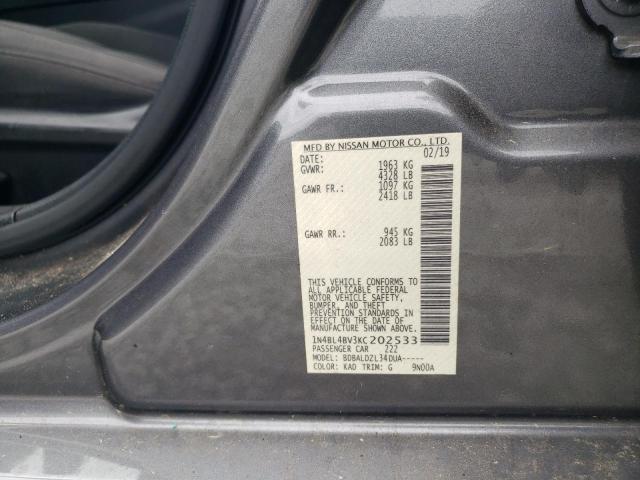 MFD BY NISSAN MOTOR CO., LTD.
DATE: 02/19
GVWR: 1963 KG
4328 LB
GAWR FR.: 1097 KG
2418 LB
GAWR RR.: 945 KG
2083 LB
THIS VEHICLE CONFORMS TO
ALL APPLICABLE FEDERAL
MOTOR VEHICLE SAFETY,
BUMPER, AND THEFT
PREVENTION STANDARDS IN
EFFECT ON THE DATE OF
MANUFACTURE SHOWN ABOVE.
1N4BL4BV3KC202533
PASSENGER CAR 222
MODEL: BDBALDZL34DUA-----
COLOR: KAD TRIM: G 9N00A